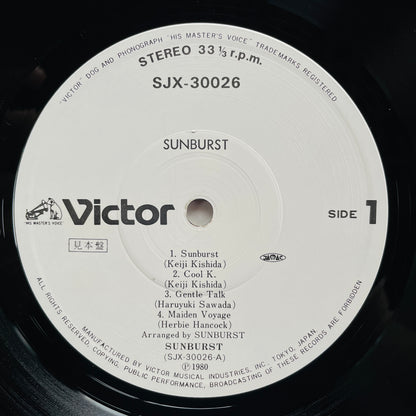 "VICTOR" DOG AND PHONOGRAPH "HIS MASTER'S VOICE" TRADEMARKS REGISTERED
STEREO 33 1/3 r.p.m.
SJX-30026
SUNBURST
"HIS MASTER'S VOICE"
Victor
SIDE 1
見本盤
1. Sunburst
(Keiji Kishida)
2. Cool K.
(Keiji Kishida)
3. Gentle Talk
(Haruyuki Sawada)
4. Maiden Voyage
(Herbie Hancock)
Arranged by SUNBURST
SUNBURST
(SJX-30026-A)
Ⓟ 1980
MANUFACTURED BY VICTOR MUSICAL INDUSTRIES, INC. TOKYO, JAPAN
ALL RIGHTS RESERVED. COPYING, PUBLIC PERFORMANCE, BROADCASTING OF THESE RECORDS ARE FORBIDDEN